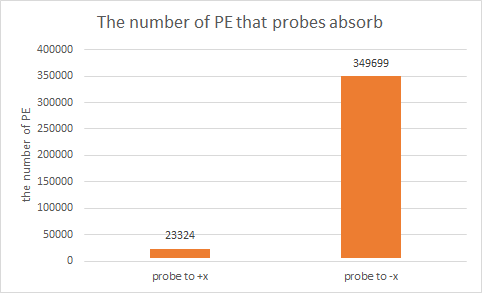 The number of PE that probes absorb
the number of PE
400000
350000
300000
250000
200000
150000
100000
50000
0
23324
349699
probe to +x
probe to -x